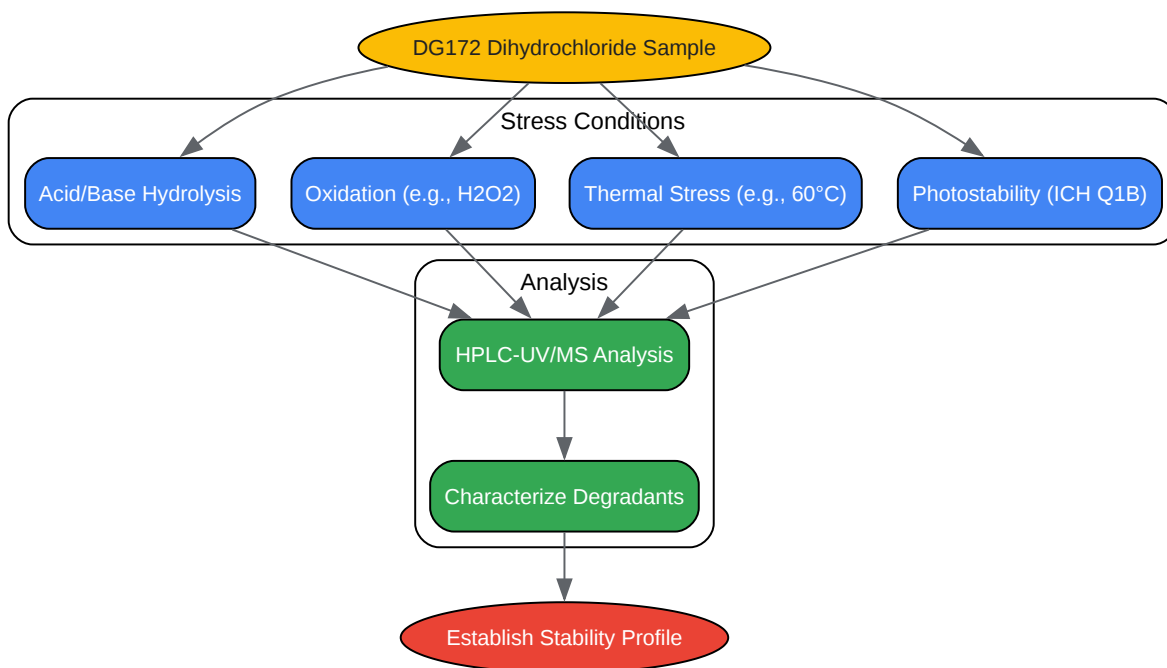 DG172 Dihydrochloride Sample
Stress Conditions
Acid/Base Hydrolysis
Oxidation (e.g., H2O2)
Thermal Stress (e.g., 60°C)
Photostability (ICH Q1B)
Analysis
HPLC-UV/MS Analysis
Characterize Degradants
Establish Stability Profile